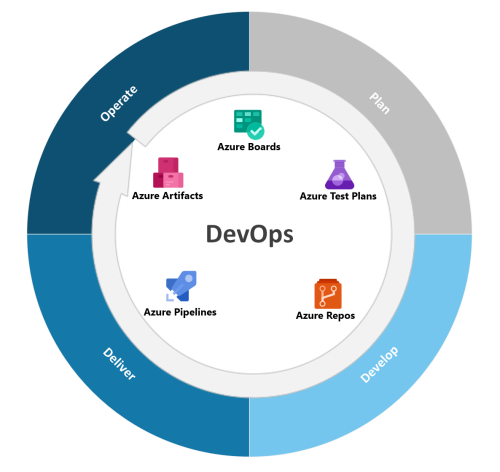 Operate
Plan
Azure Boards
Azure Artifacts
Azure Test Plans
DevOps
Azure Pipelines
Azure Repos
Deliver
Develop